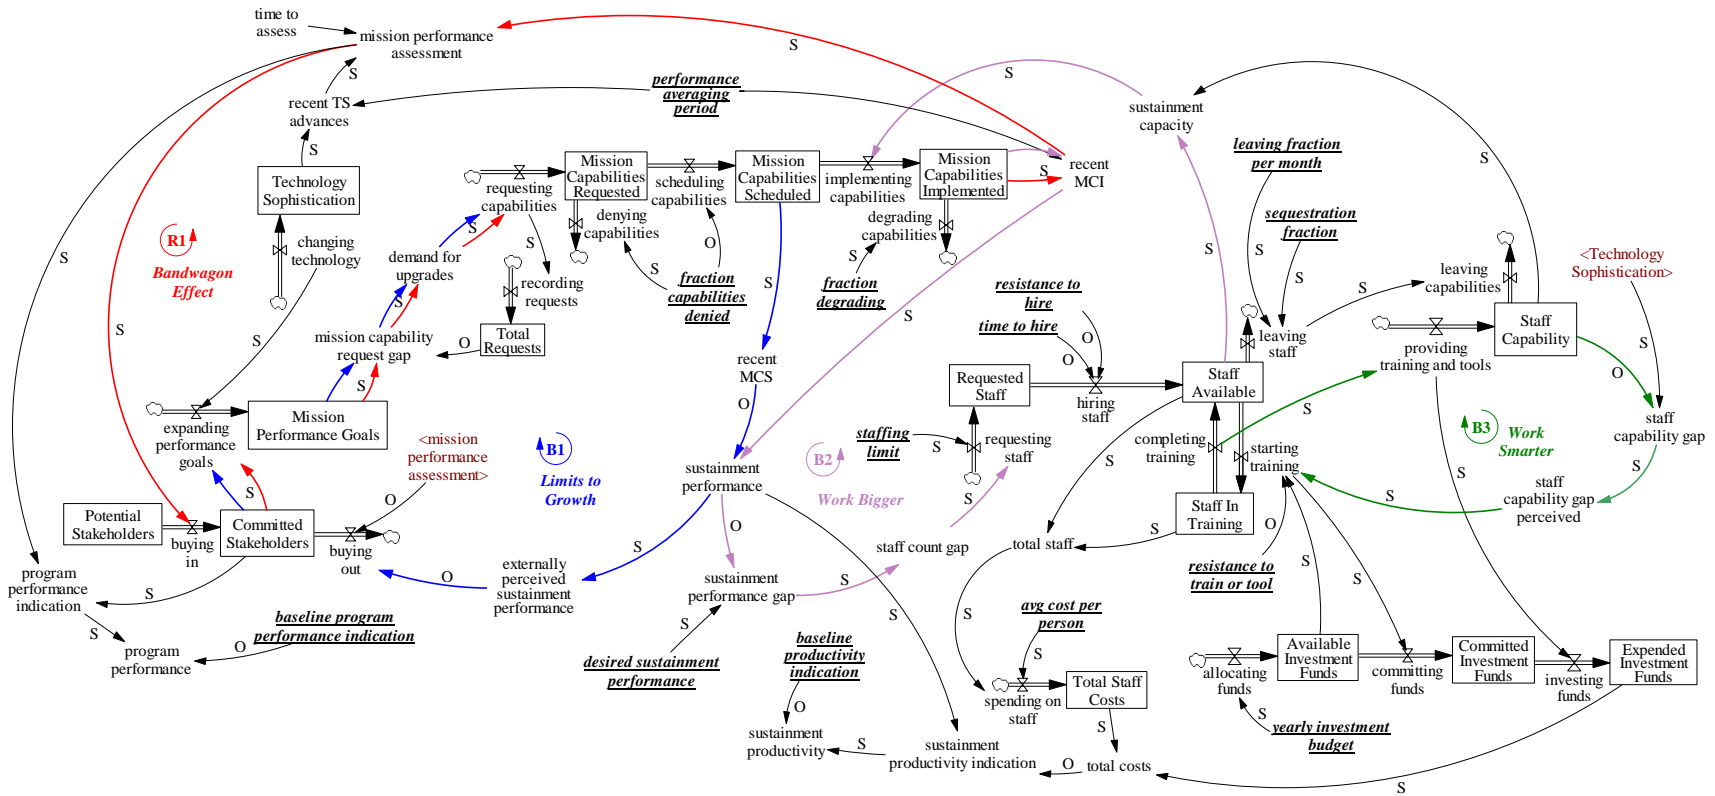 time to
assess
mission performance
assessment
S
S
recent TS
advances
S
performance
averaging
period
S
sustainment
capacity
leaving fraction
per month
S
Technology
Sophistication
requesting
capabilities
Mission
Capabilities
Requested
scheduling
capabilities
Mission
Capabilities
Scheduled
implementing
capabilities
Mission
Capabilities
Implemented
S
recent
MCI
R1
Bandwagon
Effect
changing
technology
demand for
upgrades
S
S
recording
requests
denying
capabilities
S
O
fraction
capabilities
denied
degrading
capabilities
S
fraction
degrading
S
S
S
sequestration
fraction
S
S
S
leaving
staff
S
leaving
capabilities
<Technology
Sophistication>
resistance to
hire
time to hire
O
O
S
S
S
S
mission capability
request gap
O
Total
Requests
recent
MCS
O
Requested
Staff
hiring
staff
Staff
Available
providing
training and tools
Staff
Capability
O
S
S
S
expanding
performance
goals
Mission
Performance Goals
<mission
performance
assessment>
O
B1
Limits to
Growth
sustainment
performance
B2
Work Bigger
staffing
limit
S
requesting
staff
S
completing
training
starting
training
S
S
B3
Work
Smarter
staff
capability gap
S
staff
capability gap
perceived
S
S
Potential
Stakeholders
buying
in
Committed
Stakeholders
buying
out
S
O
externally
perceived
sustainment
performance
S
O
sustainment
performance gap
S
staff count gap
total staff
S
Staff In
Training
O
resistance to
train or tool
S
S
program
performance
indication
S
S
program
performance
O
baseline program
performance indication
S
desired sustainment
performance
S
baseline
productivity
indication
O
sustainment
productivity
S
sustainment
productivity indication
S
avg cost per
person
S
spending on
staff
Total Staff
Costs
S
O
total costs
allocating
funds
S
yearly investment
budget
Available
Investment
Funds
committing
funds
Committed
Investment
Funds
investing
funds
Expended
Investment
Funds
S